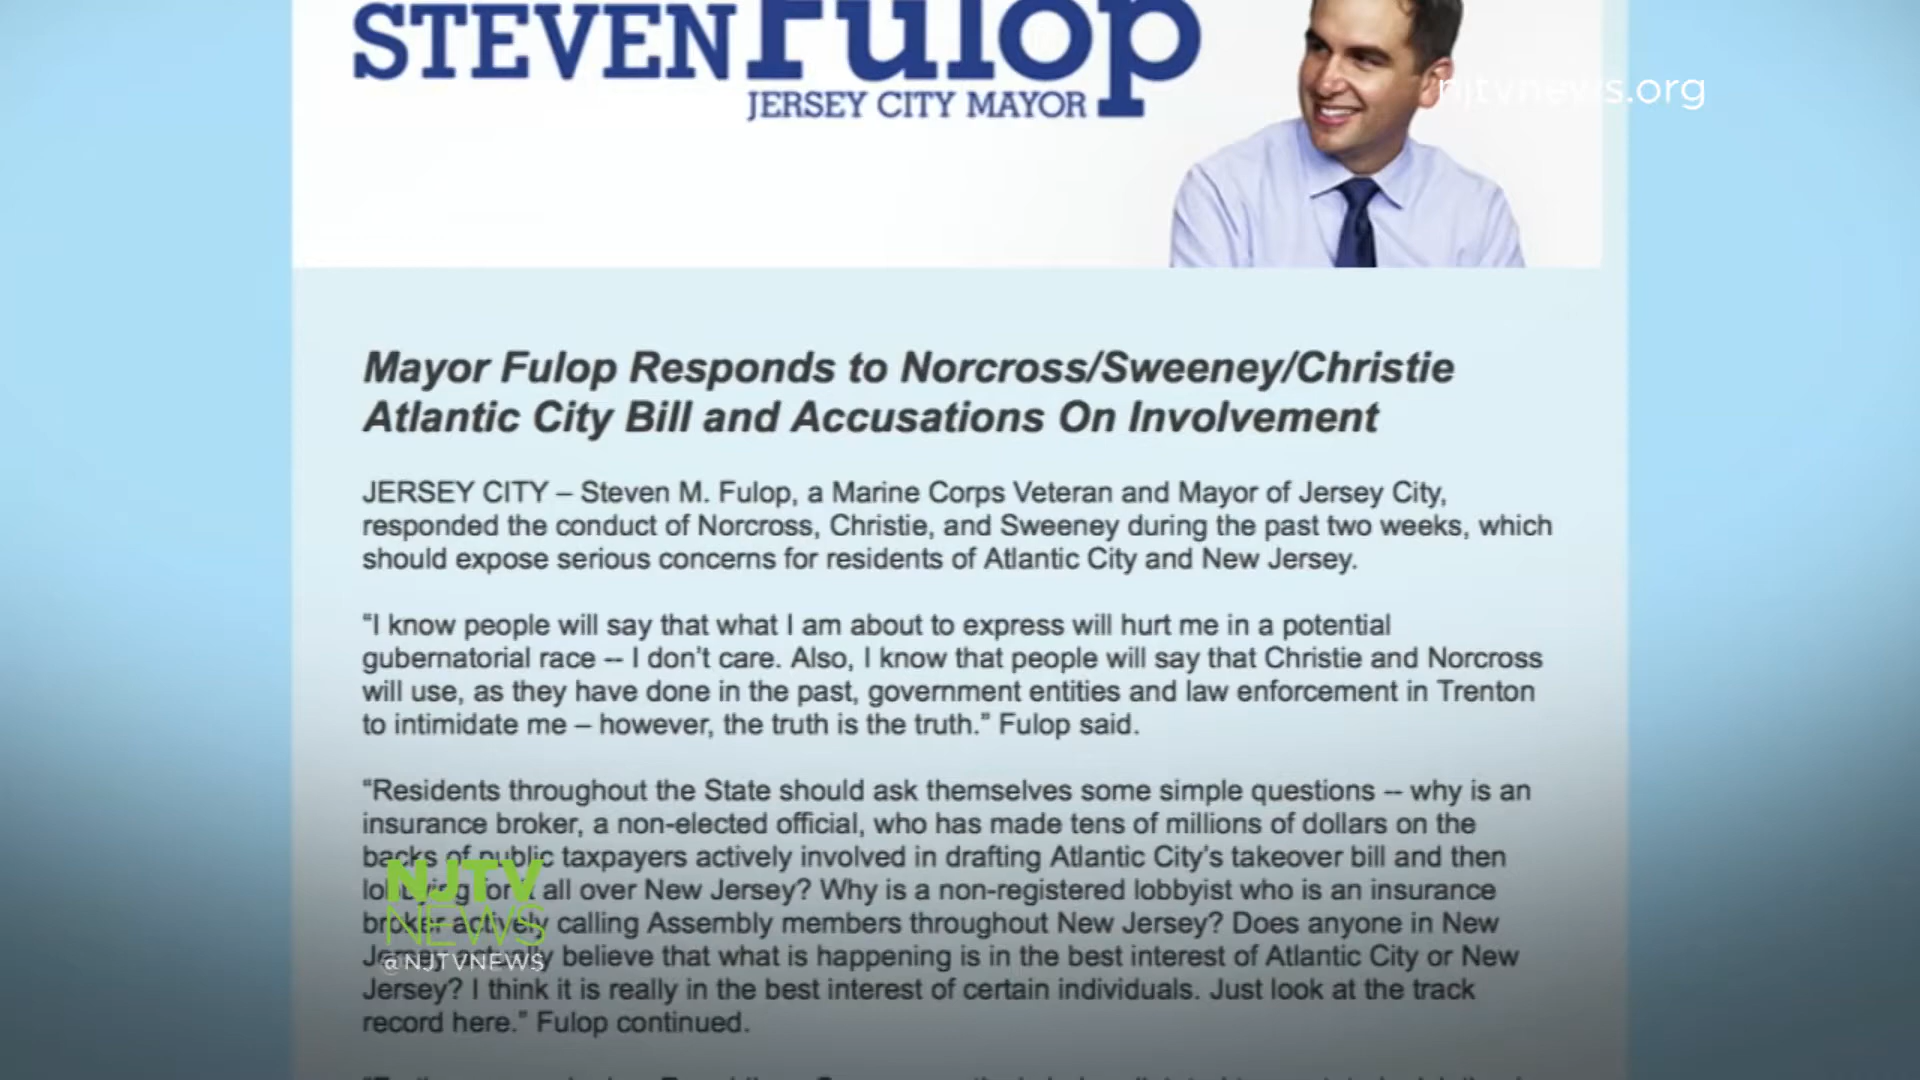 STEVEN Fulop
JERSEY CITY MAYOR
njtvnews.org
Mayor Fulop Responds to Norcross/Sweeney/Christie
Atlantic City Bill and Accusations On Involvement
JERSEY CITY – Steven M. Fulop, a Marine Corps Veteran and Mayor of Jersey City,
responded the conduct of Norcross, Christie, and Sweeney during the past two weeks, which
should expose serious concerns for residents of Atlantic City and New Jersey.
“I know people will say that what I am about to express will hurt me in a potential
gubernatorial race -- I don't care. Also, I know that people will say that Christie and Norcross
will use, as they have done in the past, government entities and law enforcement in Trenton
to intimidate me – however, the truth is the truth.” Fulop said.
“Residents throughout the State should ask themselves some simple questions -- why is an
insurance broker, a non-elected official, who has made tens of millions of dollars on the
backs of public taxpayers actively involved in drafting Atlantic City's takeover bill and then
lobbying for it all over New Jersey? Why is a non-registered lobbyist who is an insurance
broker actively calling Assembly members throughout New Jersey? Does anyone in New
Jersey actually believe that what is happening is in the best interest of Atlantic City or New
Jersey? I think it is really in the best interest of certain individuals. Just look at the track
record here.” Fulop continued.
NJTV
NEWS
@NJTVNEWS